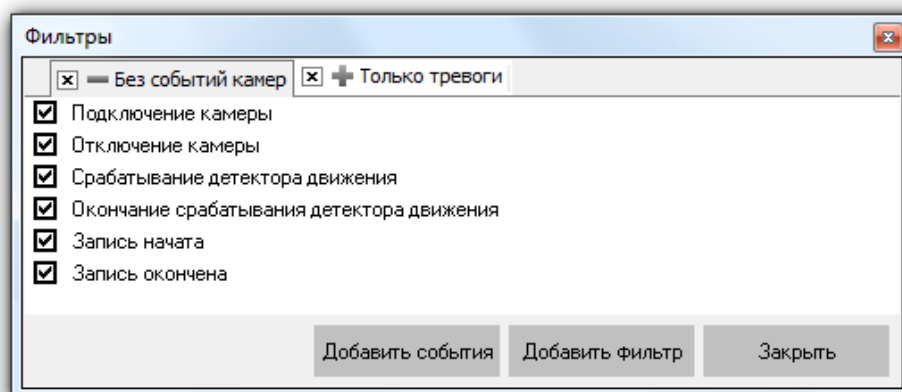 Фильтры
Без событий камер Только тревоги
Подключение камеры
Отключение камеры
Срабатывание детектора движения
Окончание срабатывания детектора движения
Запись начата
Запись окончена
Добавить события Добавить фильтр Закрыть